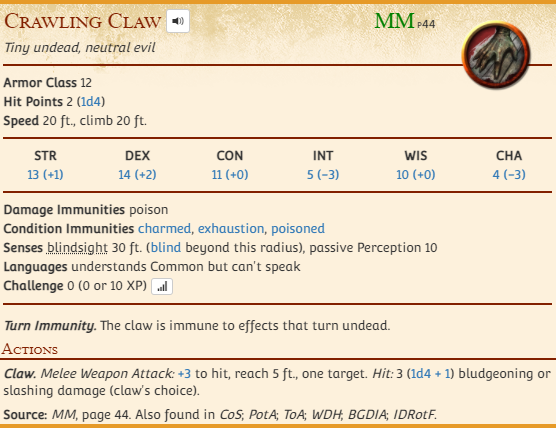 Crawling Claw MM p44
Tiny undead, neutral evil
Armor Class 12
Hit Points 2 (1d4)
Speed 20 ft., climb 20 ft.
STR DEX CON INT WIS CHA
13 (+1) 14 (+2) 11 (+0) 5 (−3) 10 (+0) 4 (−3)
Damage Immunities poison
Condition Immunities charmed, exhaustion, poisoned
Senses blindsight 30 ft. (blind beyond this radius), passive Perception 10
Languages understands Common but can't speak
Challenge 0 (0 or 10 XP)
Turn Immunity. The claw is immune to effects that turn undead.
Actions
Claw. Melee Weapon Attack: +3 to hit, reach 5 ft., one target. Hit: 3 (1d4 + 1) bludgeoning or
slashing damage (claw's choice).
Source: MM, page 44. Also found in CoS; PotA; ToA; WDH; BGDIA; IDRotF.